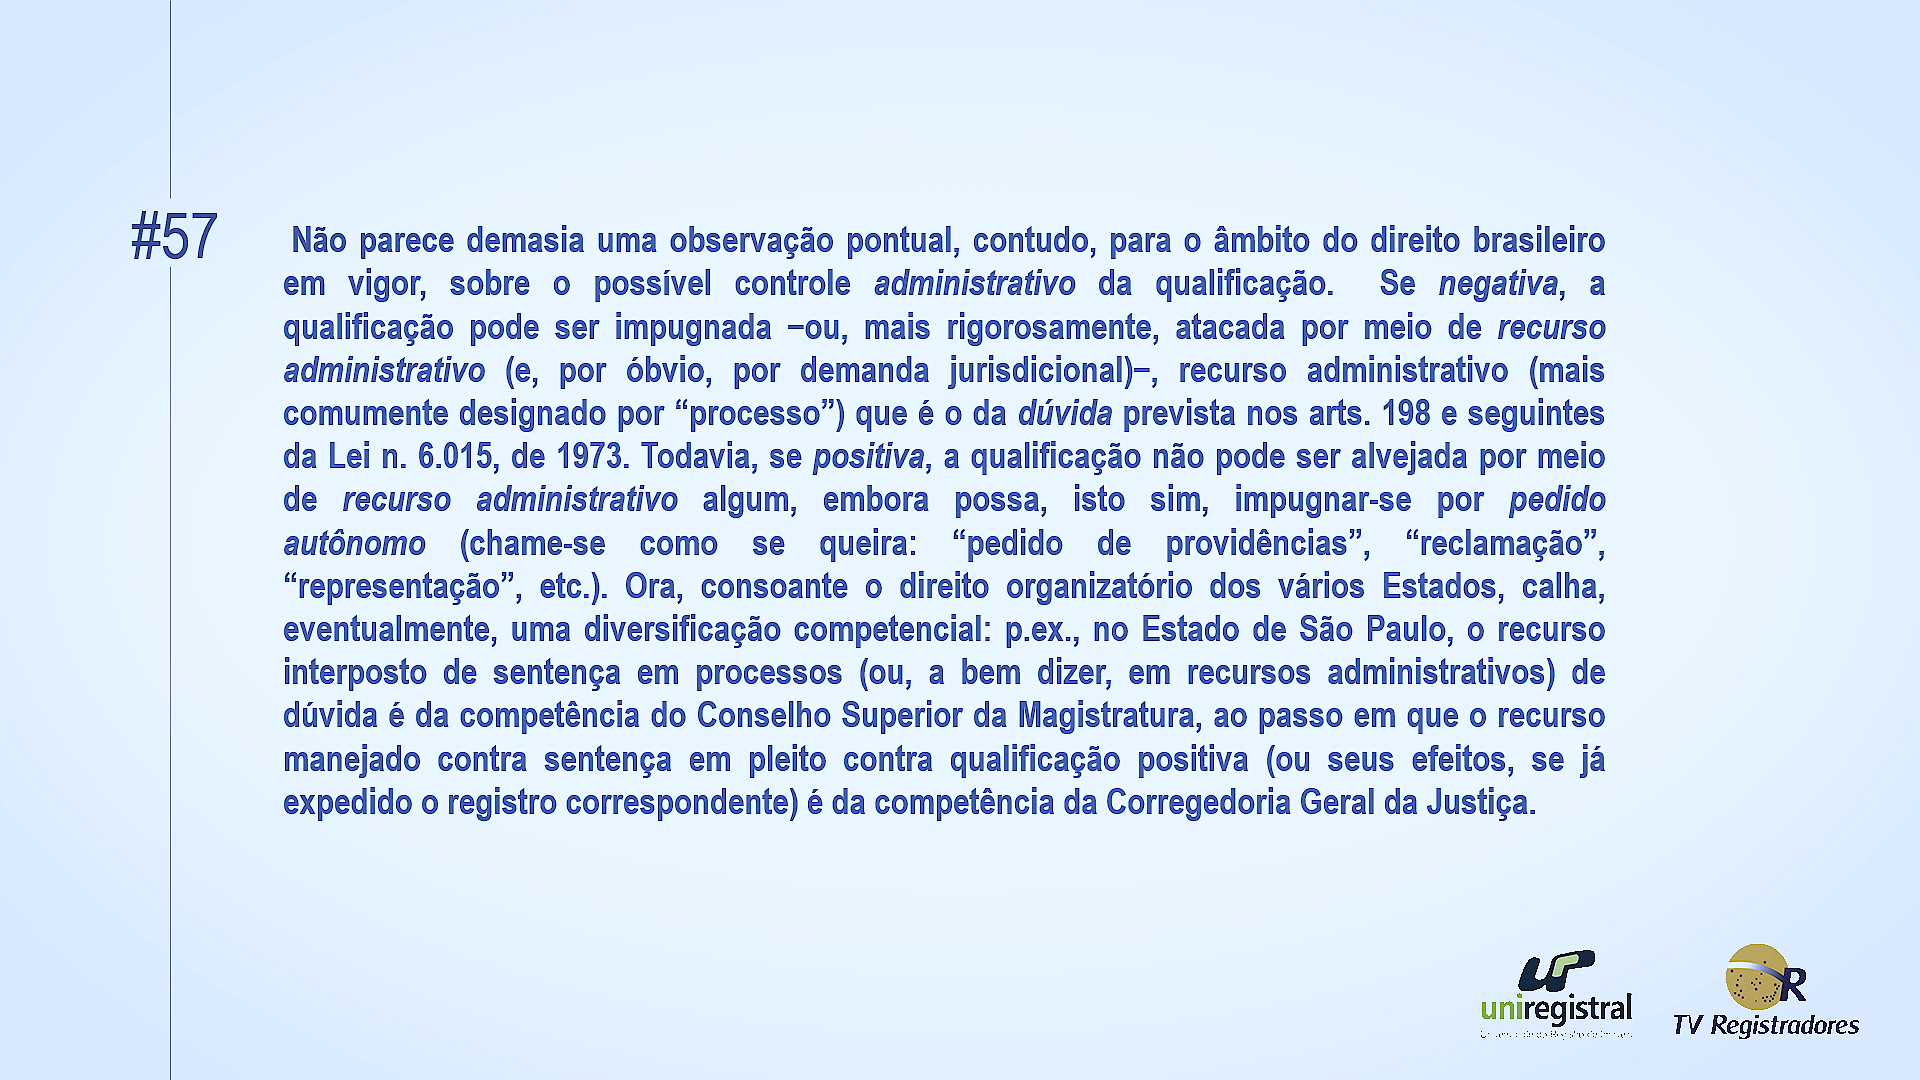 #57
Não parece demasia uma observação pontual, contudo, para o âmbito do direito brasileiro
em vigor, sobre o possível controle administrativo da qualificação. Se negativa, a
qualificação pode ser impugnada −ou, mais rigorosamente, atacada por meio de recurso
administrativo (e, por óbvio, por demanda jurisdicional)−, recurso administrativo (mais
comumente designado por “processo”) que é o da dúvida prevista nos arts. 198 e seguintes
da Lei n. 6.015, de 1973. Todavia, se positiva, a qualificação não pode ser alvejada por meio
de recurso administrativo algum, embora possa, isto sim, impugnar-se por pedido
autônomo (chame-se como se queira: “pedido de providências”, “reclamação”,
“representação”, etc.). Ora, consoante o direito organizatório dos vários Estados, calha,
eventualmente, uma diversificação competencial: p.ex., no Estado de São Paulo, o recurso
interposto de sentença em processos (ou, a bem dizer, em recursos administrativos) de
dúvida é da competência do Conselho Superior da Magistratura, ao passo em que o recurso
manejado contra sentença em pleito contra qualificação positiva (ou seus efeitos, se já
expedido o registro correspondente) é da competência da Corregedoria Geral da Justiça.
uniregistral
TV Registradores